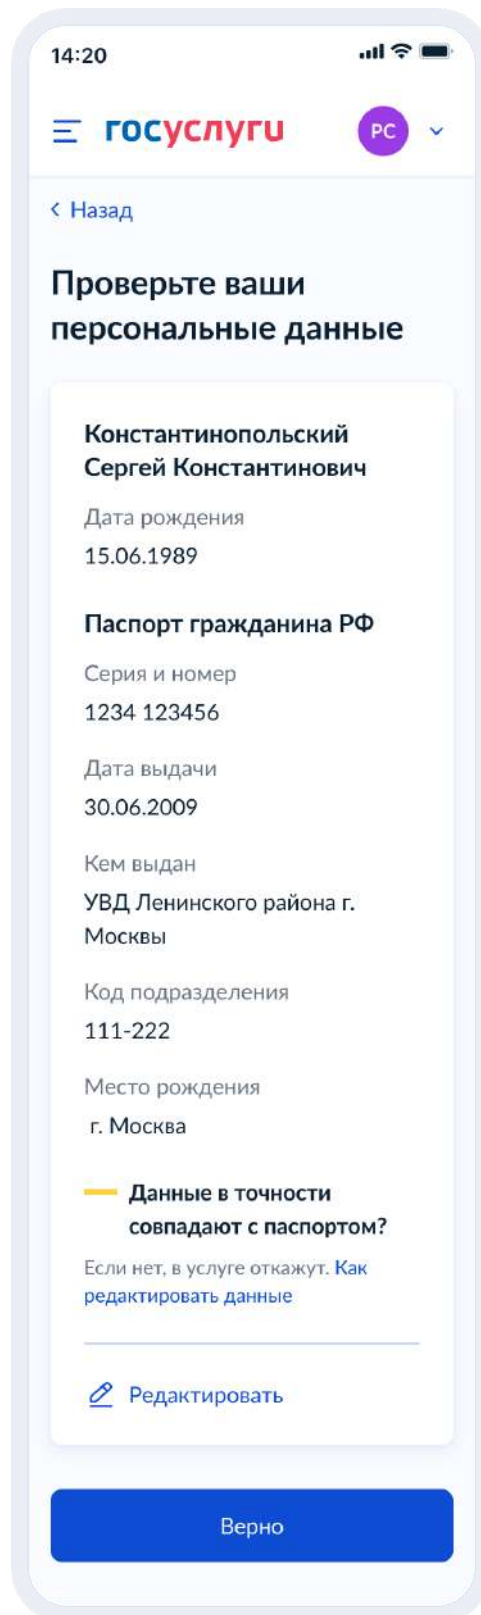 14:20
госуслуги
РС
Назад
Проверьте ваши
персональные данные
Константинопольский
Сергей Константинович
Дата рождения
15.06.1989
Паспорт гражданина РФ
Серия и номер
1234 123456
Дата выдачи
30.06.2009
Кем выдан
УВД Ленинского района г.
Москвы
Код подразделения
111-222
Место рождения
г. Москва
Данные в точности
совпадают с паспортом?
Если нет, в услуге откажут. Как
редактировать данные
Редактировать
Верно